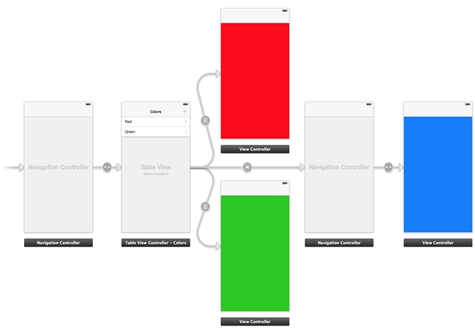 View Controller
Navigation Controller
Navigation Controller
Colors +
Red
Green
Table View
Static Content
Table View Controller – Colors
Navigation Controller
Navigation Controller
View Controller
View Controller